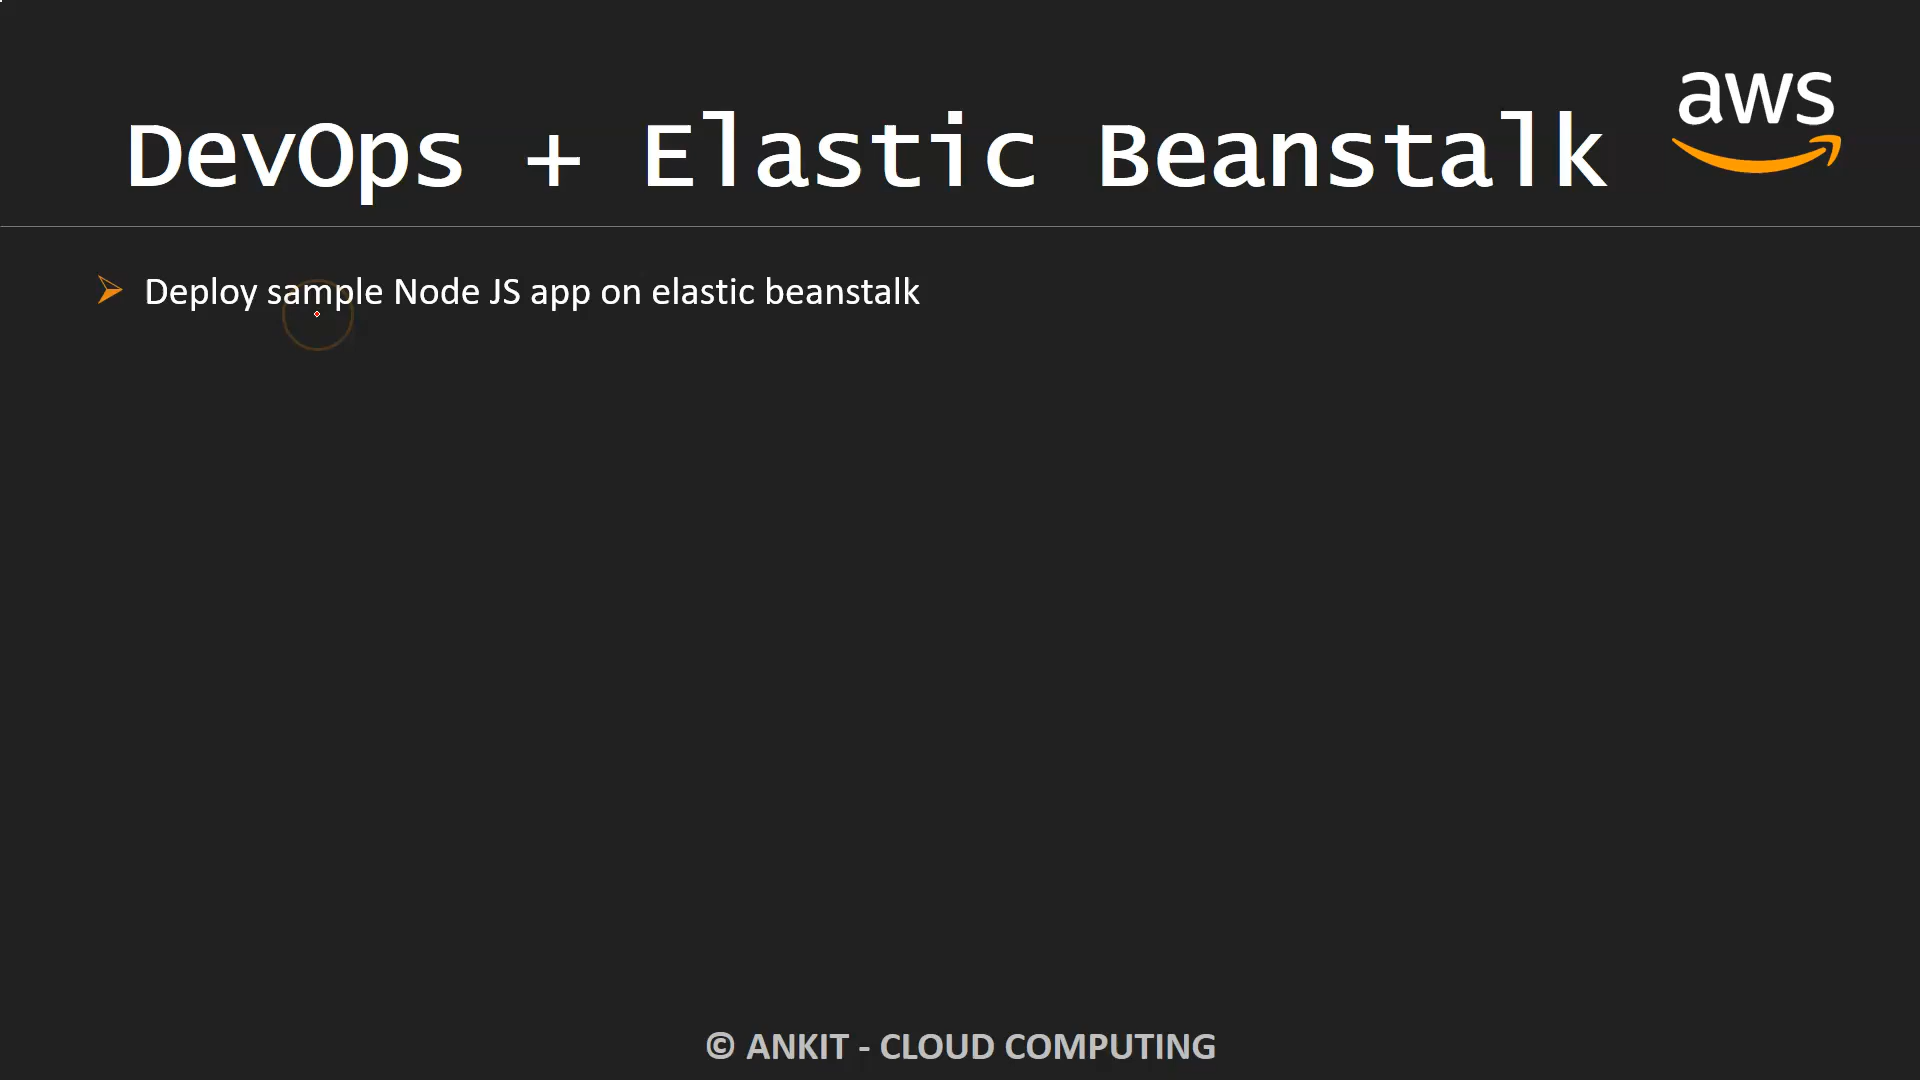 DevOps + Elastic Beanstalk
aws
Deploy sample Node JS app on elastic beanstalk
© ANKIT - CLOUD COMPUTING